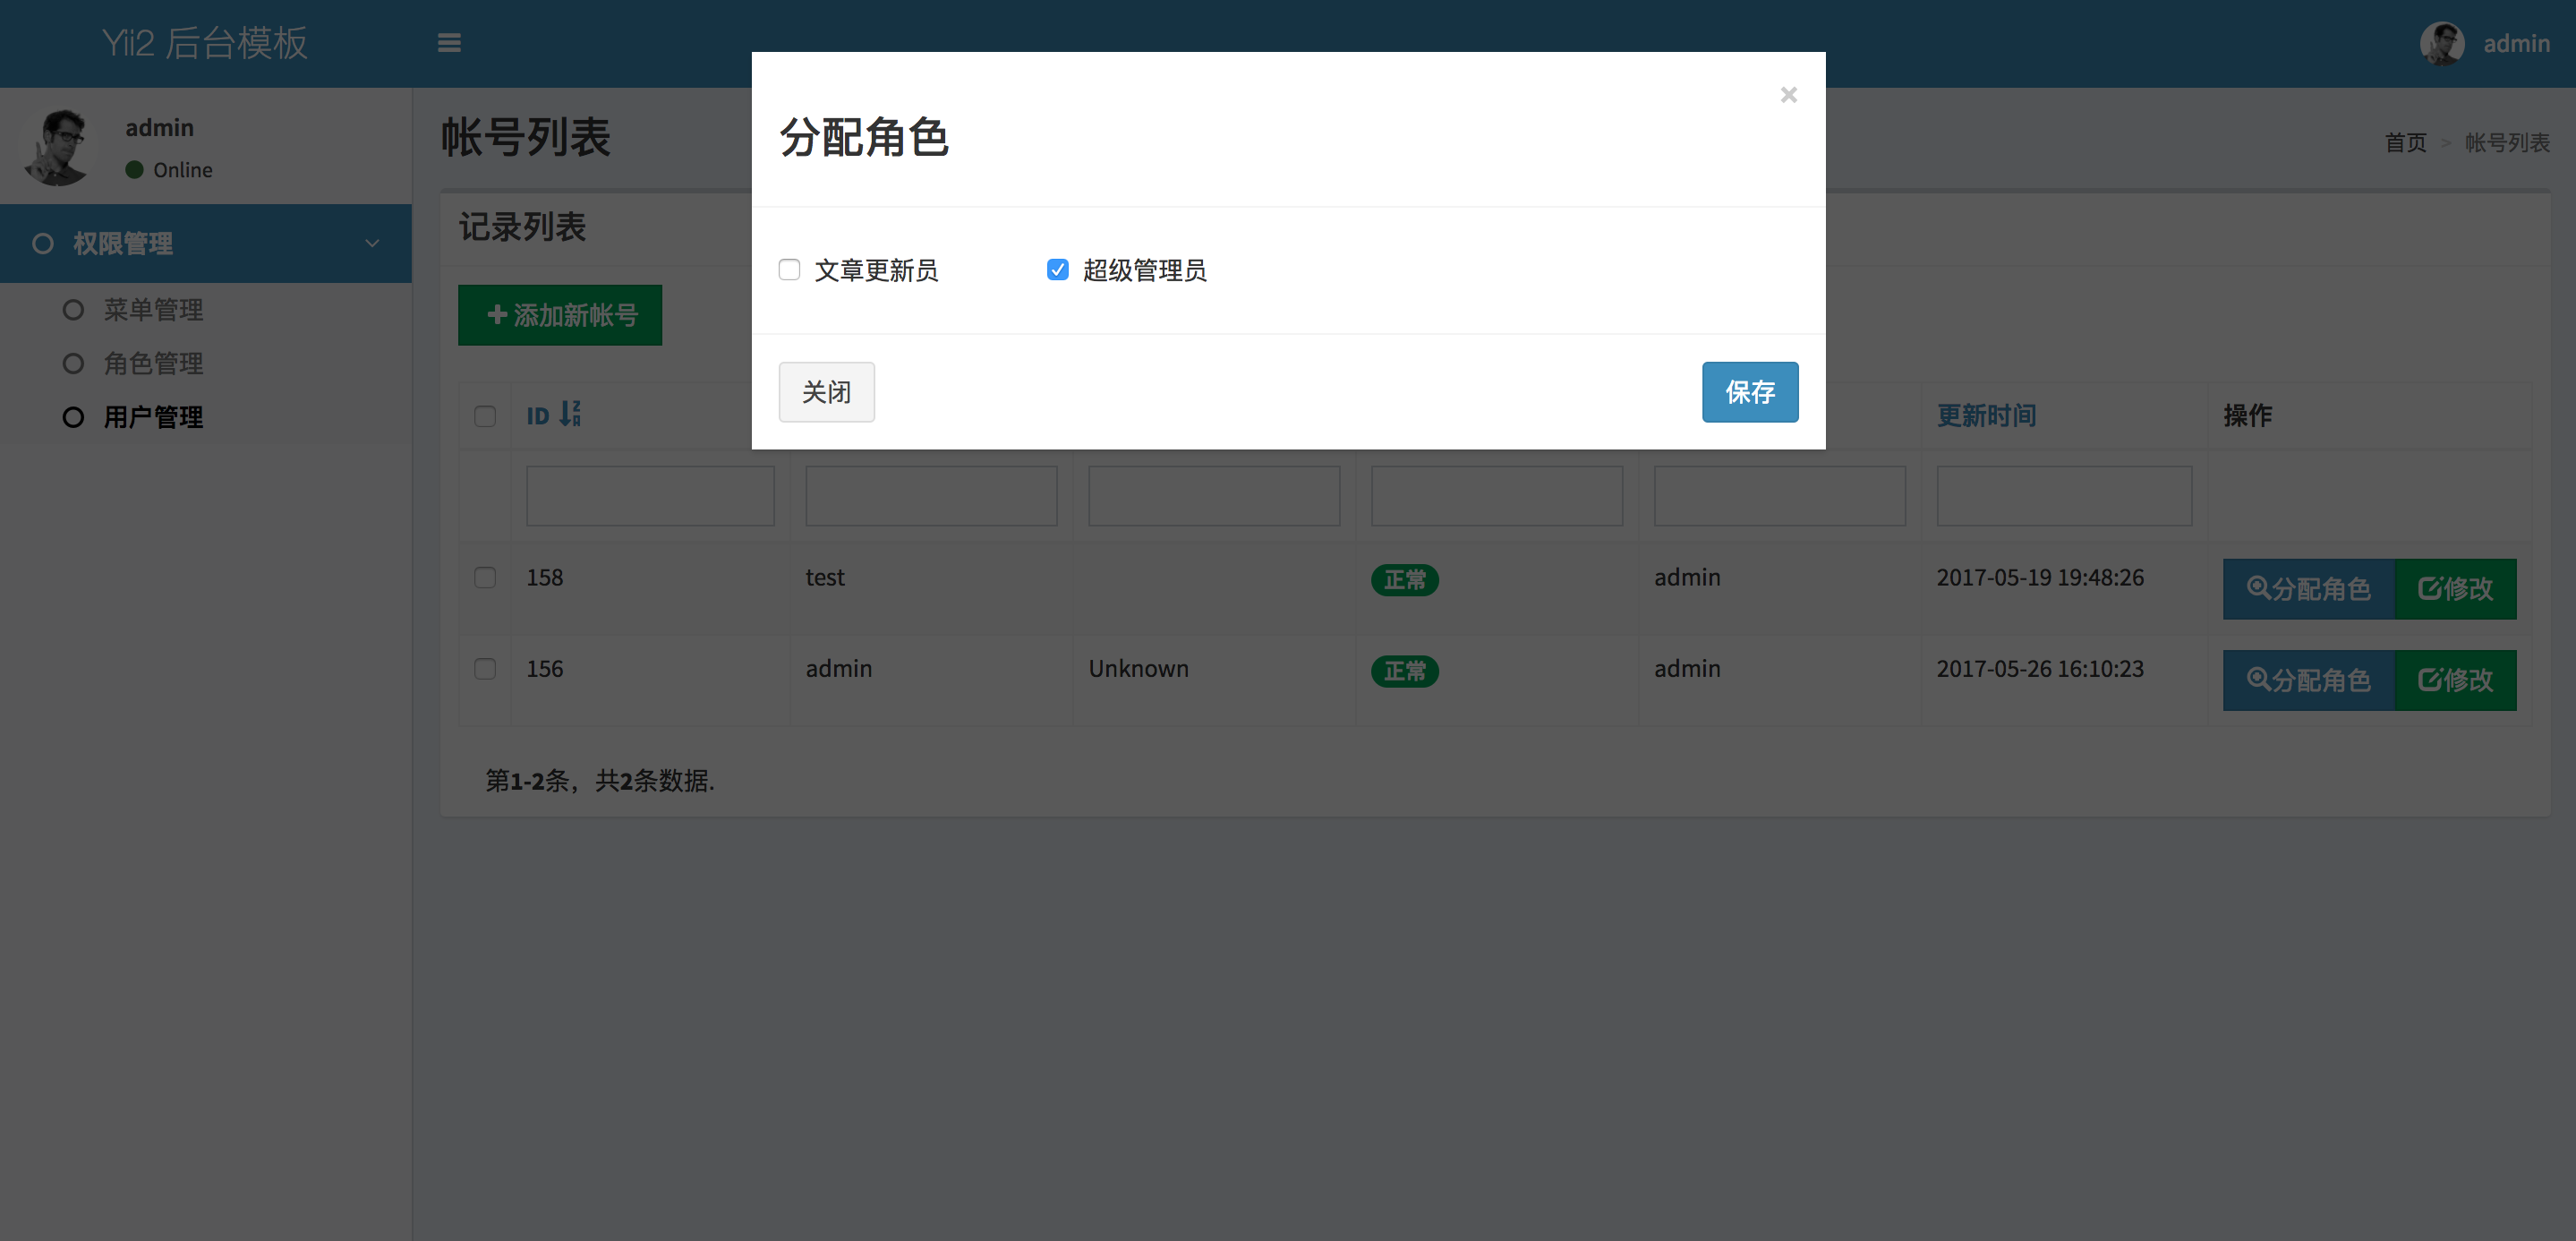 Yii2 后台模板
admin
admin
Online
权限管理
菜单管理
角色管理
用户管理
帐号列表
首页 > 帐号列表
记录列表
添加新帐号
分配角色
×
文章更新员 超级管理员
关闭 保存
ID 更新时间 操作
158 test 正常 admin 2017-05-19 19:48:26 分配角色 修改
156 admin Unknown 正常 admin 2017-05-26 16:10:23 分配角色 修改
第1-2条，共2条数据.